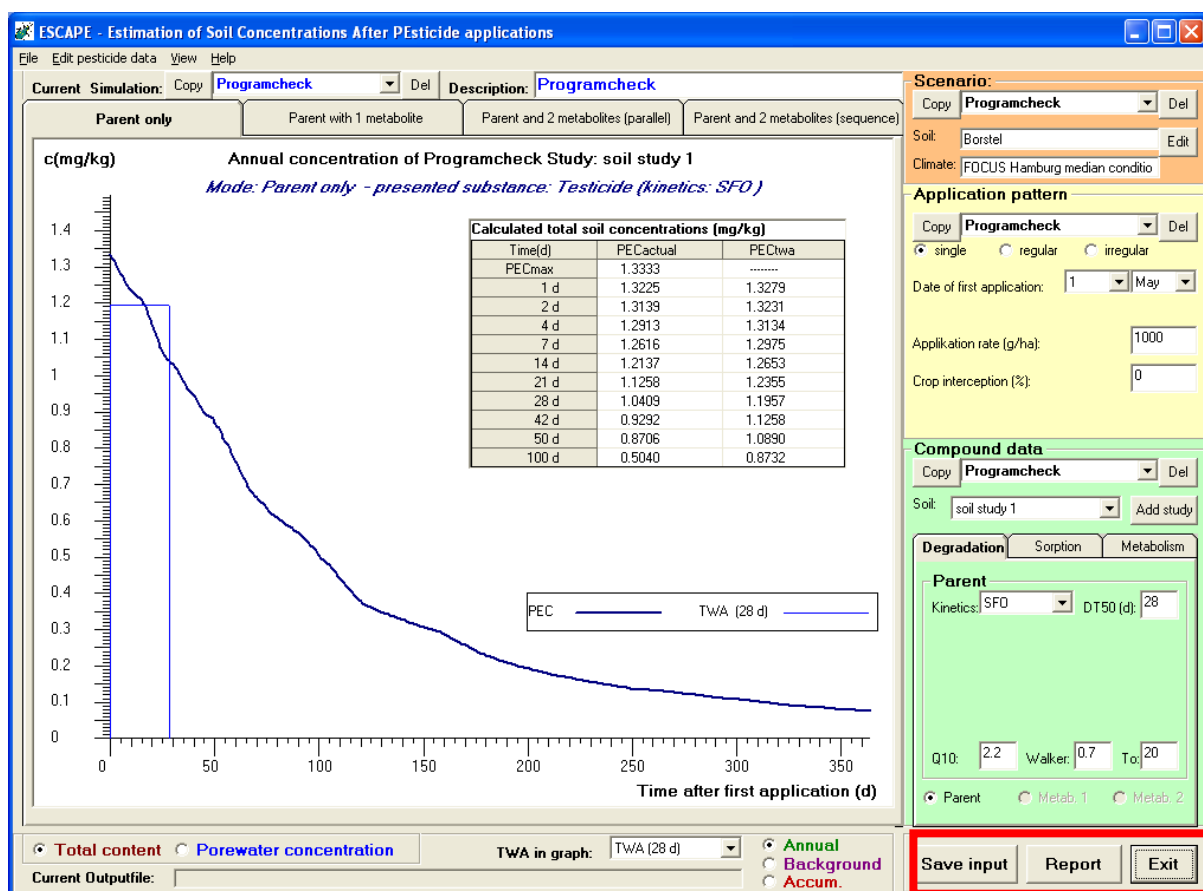 ESCAPE - Estimation of Soil Concentrations After PEsticide applications
File Edit pesticide data View Help
Current Simulation: Copy Programcheck Del Description: Programcheck
Parent only Parent with 1 metabolite Parent and 2 metabolites (parallel) Parent and 2 metabolites (sequence)
c(mg/kg) Annual concentration of Programcheck Study: soil study 1
Mode: Parent only - presented substance: Testicide (kinetics: SFO )
Calculated total soil concentrations (mg/kg)
Time(d) PECactual PECtwa
PECmax 1.3333 --------
1 d 1.3225 1.3279
2 d 1.3139 1.3231
4 d 1.2913 1.3134
7 d 1.2616 1.2975
14 d 1.2137 1.2653
21 d 1.1258 1.2355
28 d 1.0409 1.1957
42 d 0.9292 1.1258
50 d 0.8706 1.0890
100 d 0.5040 0.8732
1.4
1.3
1.2
1.1
1
0.9
0.8
0.7
0.6
0.5
0.4
0.3
0.2
0.1
0
PEC TWA (28 d)
0 50 100 150 200 250 300 350
Time after first application (d)
Scenario:
Copy Programcheck Del
Soil: Borstel Edit
Climate: FOCUS Hamburg median conditio
Application pattern
Copy Programcheck Del
single regular irregular
Date of first application: 1 May
Applikation rate (g/ha): 1000
Crop interception (%): 0
Compound data
Copy Programcheck Del
Soil: soil study 1 Add study
Degradation Sorption Metabolism
Parent
Kinetics: SFO DT50 (d): 28
Q10: 2.2 Walker: 0.7 To: 20
Parent Metab. 1 Metab. 2
Total content Porewater concentration TWA in graph: TWA (28 d) Annual
Background
Accum.
Current Outputfile:
Save input Report Exit